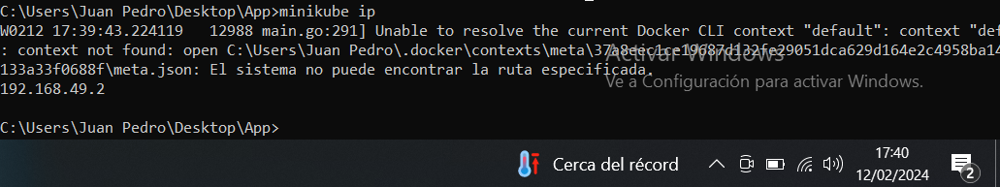 C:\Users\Juan Pedro\Desktop\App>minikube ip
W0212 17:39:43.224119   12988 main.go:291] Unable to resolve the current Docker CLI context "default": context "def
: context not found: open C:\Users\Juan Pedro\.docker\contexts\meta\37a8eec1ce19687d132fe29051dca629d164e2c4958ba14
133a33f0688f\meta.json: El sistema no puede encontrar la ruta especificada.
Activar Windows
192.168.49.2
Ve a Configuración para activar Windows.
C:\Users\Juan Pedro\Desktop\App>
Cerca del récord
17:40
12/02/2024
2